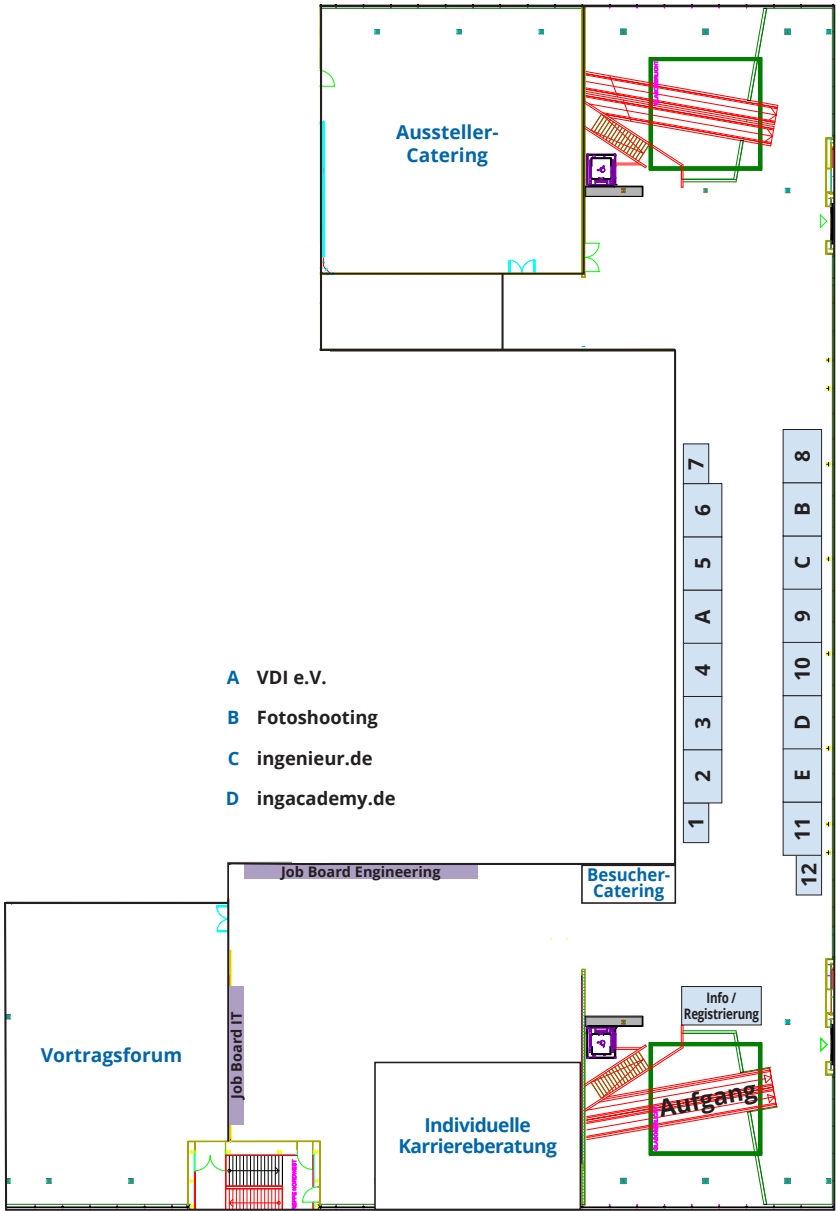 Aussteller-
Catering
7
6
5
A
4
3
2
1
8
B
C
9
10
D
E
11
12
A VDI e.V.
B Fotoshooting
C ingenieur.de
D ingacademy.de
Job Board Engineering
Besucher-
Catering
Info /
Registrierung
Job Board IT
Vortragsforum
Individuelle
Karriereberatung
Aufgang